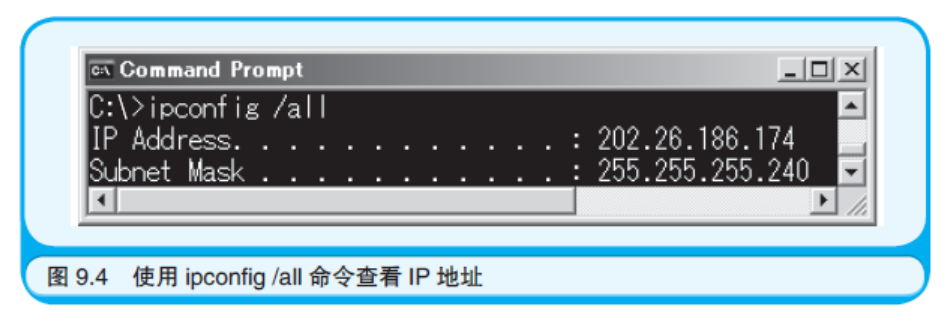 Command Prompt
C:\>ipconfig /all
IP Address. . . . . . . . . . . . : 202.26.186.174
Subnet Mask . . . . . . . . . . . : 255.255.255.240
图 9.4 使用 ipconfig /all 命令查看 IP 地址